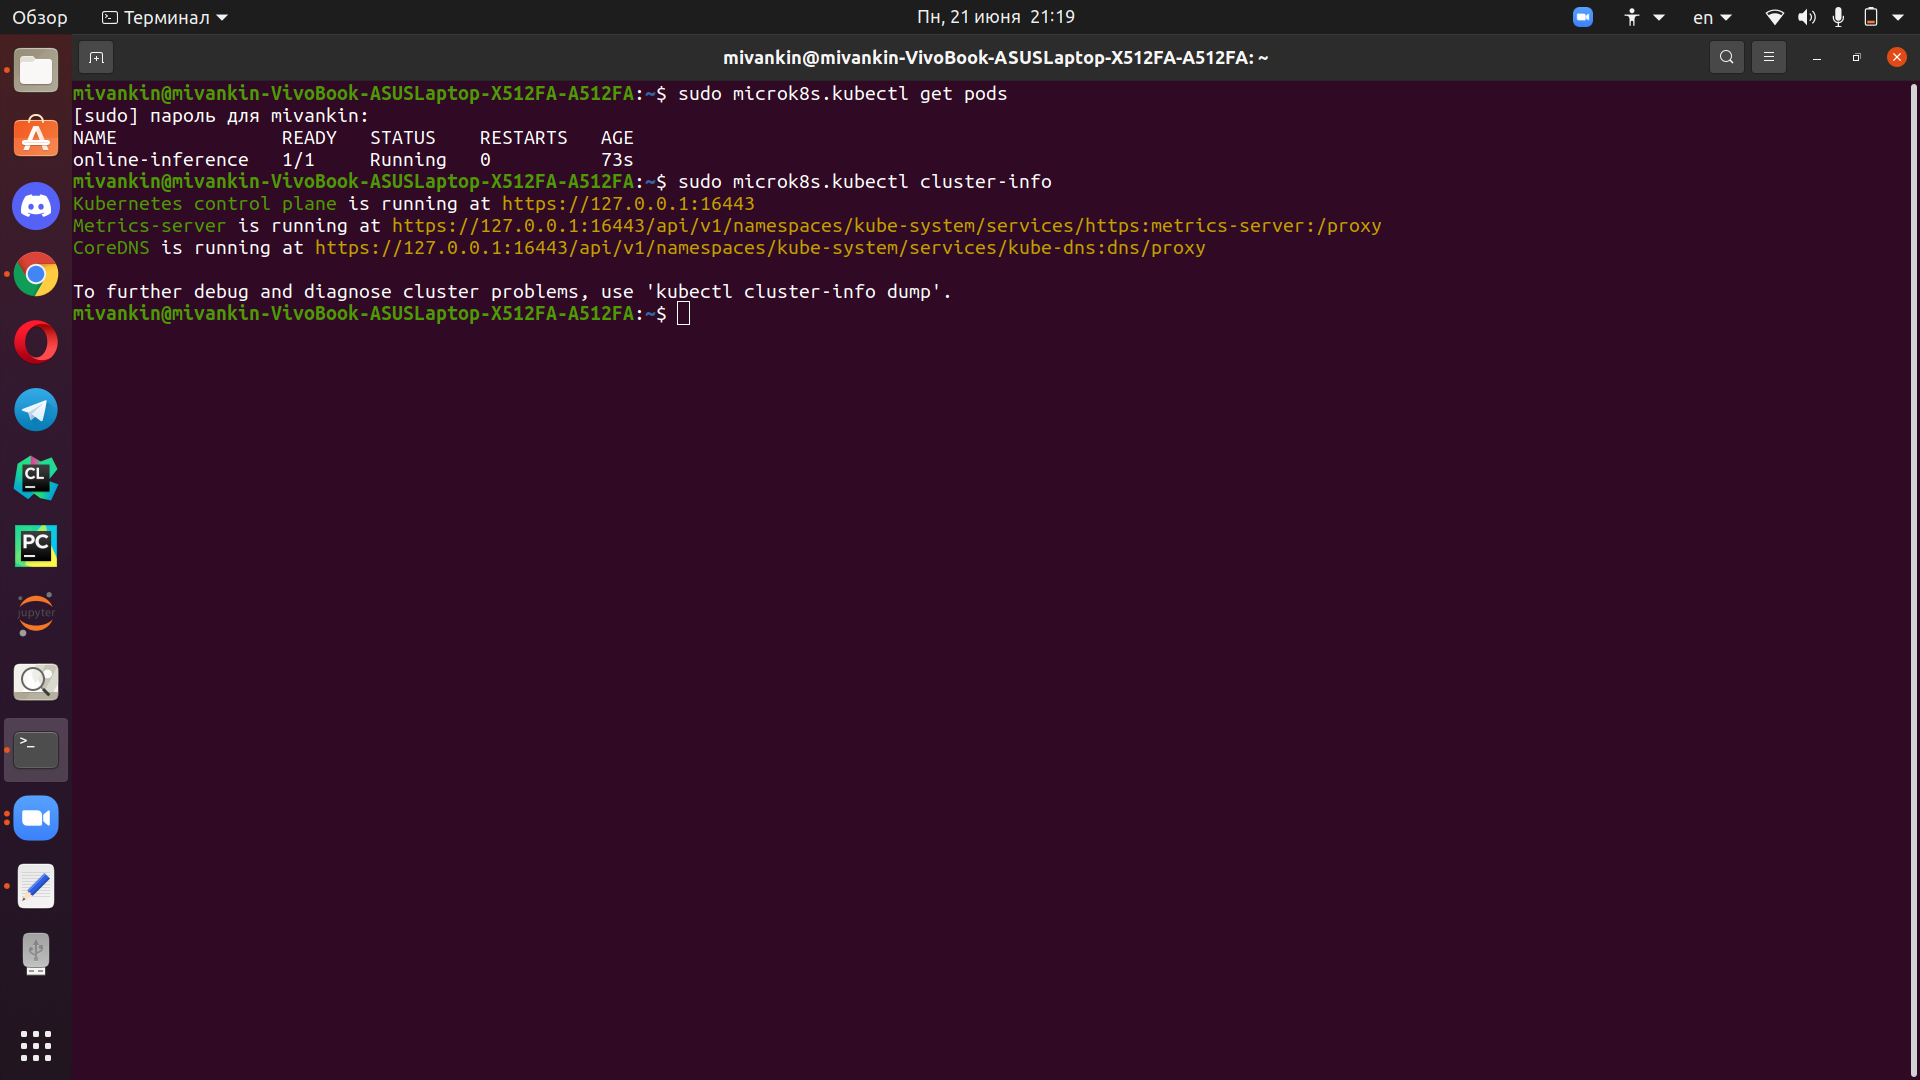 Обзор
Терминал
Пн, 21 июня 21:19
en
mivankin@mivankin-VivoBook-ASUSLaptop-X512FA-A512FA: ~
mivankin@mivankin-VivoBook-ASUSLaptop-X512FA-A512FA:~$ sudo microk8s.kubectl get pods
[sudo] пароль для mivankin:
NAME READY STATUS RESTARTS AGE
online-inference 1/1 Running 0 73s
mivankin@mivankin-VivoBook-ASUSLaptop-X512FA-A512FA:~$ sudo microk8s.kubectl cluster-info
Kubernetes control plane is running at https://127.0.0.1:16443
Metrics-server is running at https://127.0.0.1:16443/api/v1/namespaces/kube-system/services/https:metrics-server:/proxy
CoreDNS is running at https://127.0.0.1:16443/api/v1/namespaces/kube-system/services/kube-dns:dns/proxy
To further debug and diagnose cluster problems, use 'kubectl cluster-info dump'.
mivankin@mivankin-VivoBook-ASUSLaptop-X512FA-A512FA:~$
CL
PC
jupyter
>_